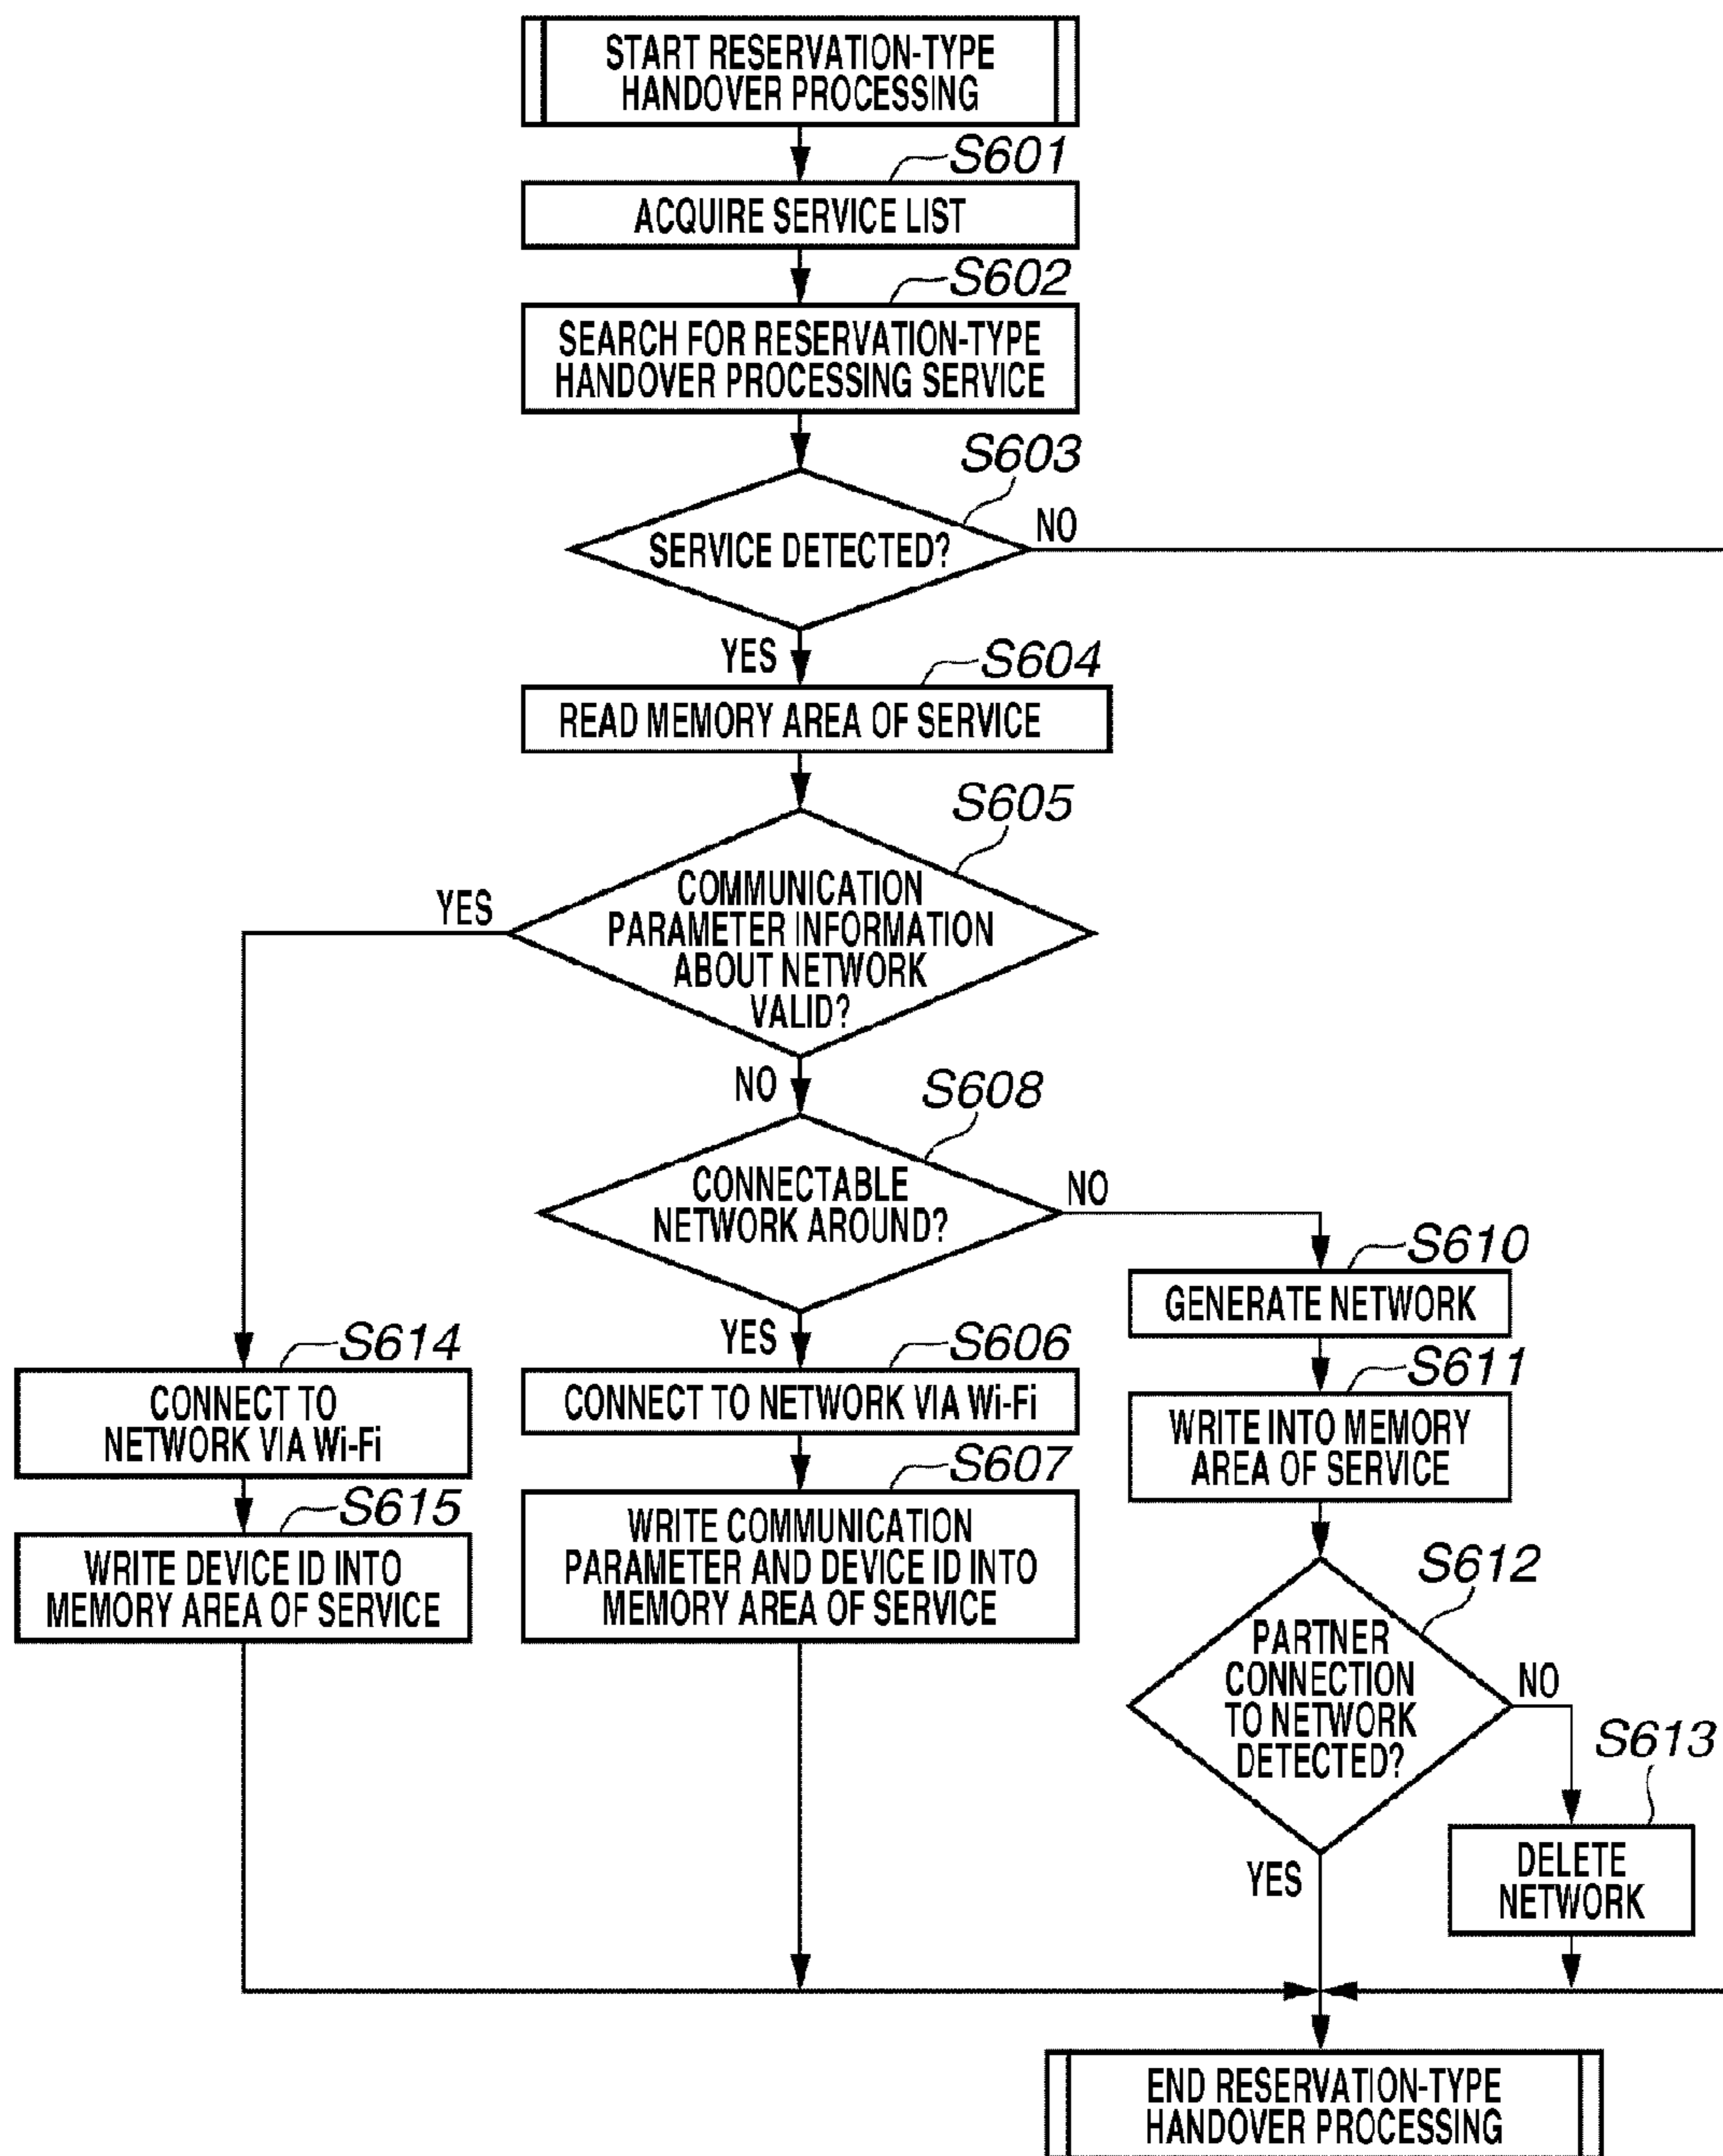 START RESERVATION-TYPE
HANDOVER PROCESSING
S601
ACQUIRE SERVICE LIST
S602
SEARCH FOR RESERVATION-TYPE
HANDOVER PROCESSING SERVICE
S603
SERVICE DETECTED?
NO
YES
S604
READ MEMORY AREA OF SERVICE
S605
COMMUNICATION
PARAMETER INFORMATION
ABOUT NETWORK
VALID?
YES
NO
S608
CONNECTABLE
NETWORK AROUND?
NO
YES
S610
GENERATE NETWORK
S614
CONNECT TO
NETWORK VIA Wi-Fi
S606
CONNECT TO NETWORK VIA Wi-Fi
S611
WRITE INTO MEMORY
AREA OF SERVICE
S615
WRITE DEVICE ID INTO
MEMORY AREA OF SERVICE
S607
WRITE COMMUNICATION
PARAMETER AND DEVICE ID INTO
MEMORY AREA OF SERVICE
S612
PARTNER
CONNECTION
TO NETWORK
DETECTED?
NO
YES
S613
DELETE
NETWORK
END RESERVATION-TYPE
HANDOVER PROCESSING